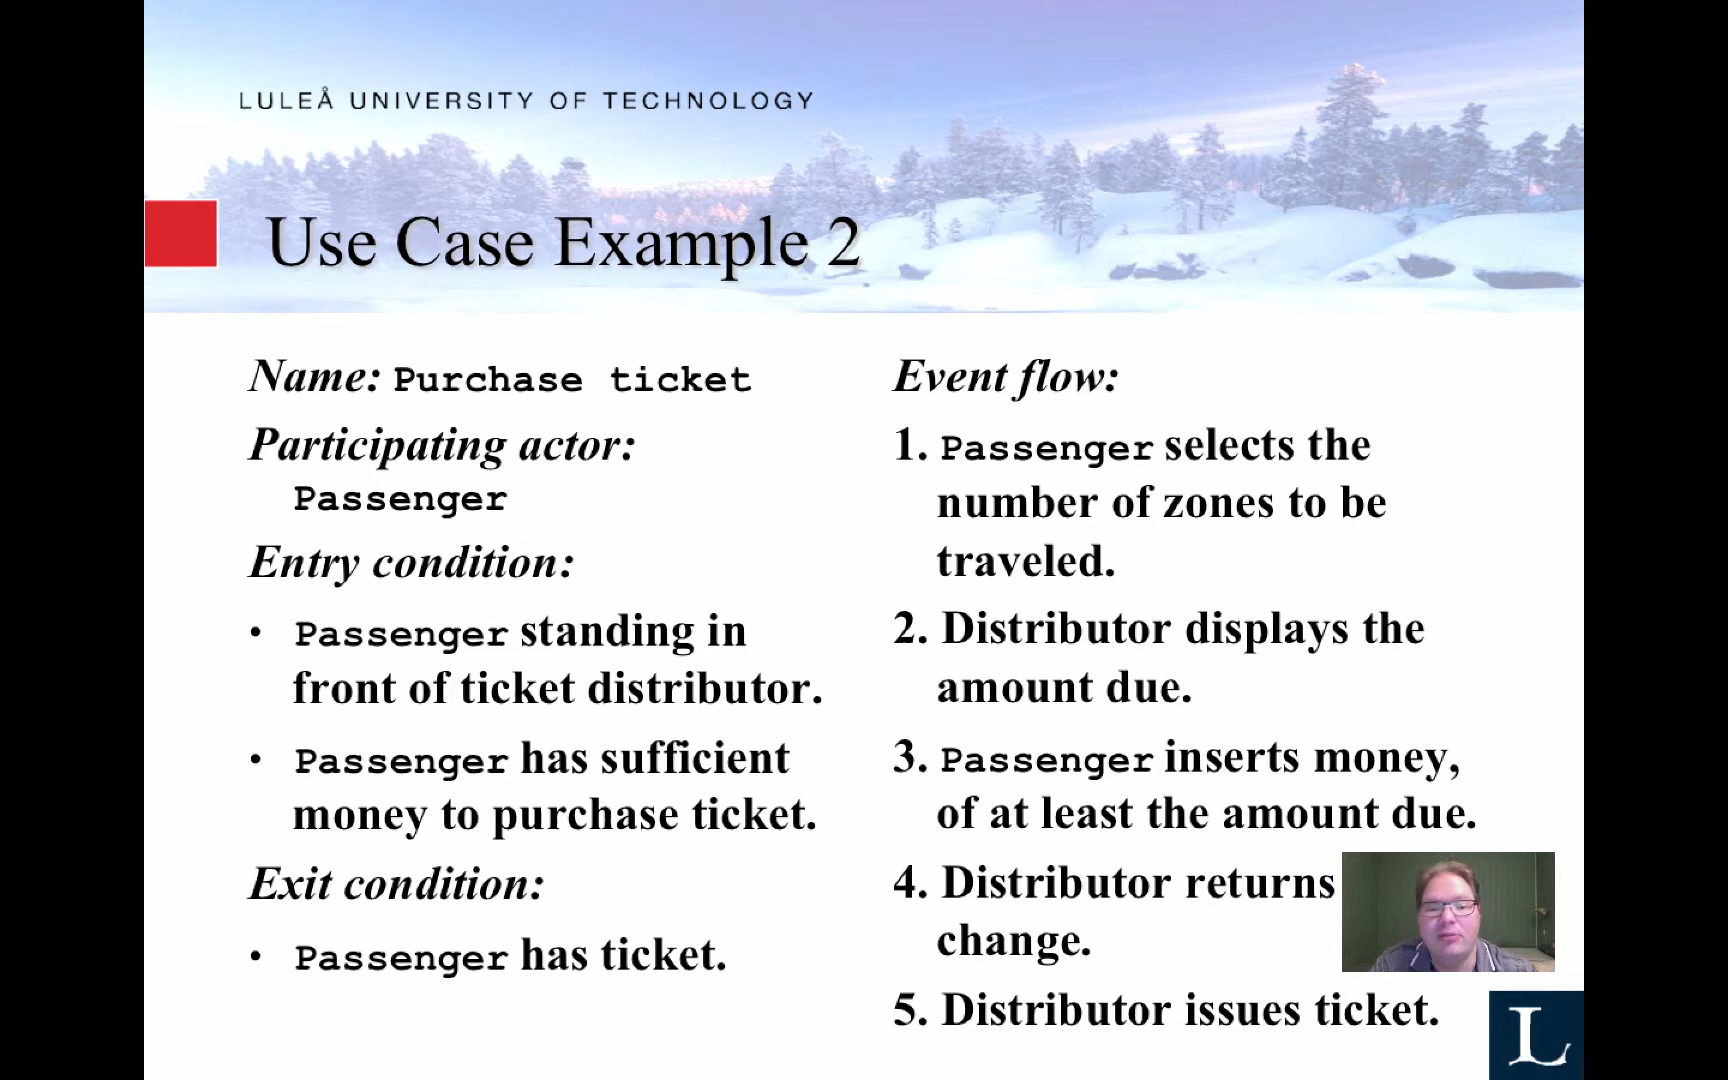 LULEÅ UNIVERSITY OF TECHNOLOGY
Use Case Example 2
Name: Purchase ticket
Participating actor:
Passenger
Entry condition:
• Passenger standing in
front of ticket distributor.
• Passenger has sufficient
money to purchase ticket.
Exit condition:
• Passenger has ticket.
Event flow:
1. Passenger selects the
number of zones to be
traveled.
2. Distributor displays the
amount due.
3. Passenger inserts money,
of at least the amount due.
4. Distributor returns
change.
5. Distributor issues ticket.
L